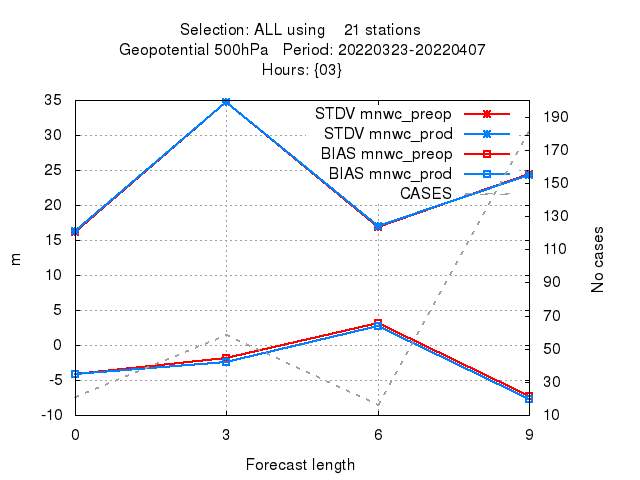 Selection: ALL using    21 stations
Geopotential 500hPa   Period: 20220323-20220407
Hours: {03}
STDV mnwc_preop
STDV mnwc_prod
BIAS mnwc_preop
BIAS mnwc_prod
CASES
35
30
25
20
15
10
5
0
-5
-10
m
190
170
150
130
110
90
70
50
30
10
No cases
0 3 6 9
Forecast length